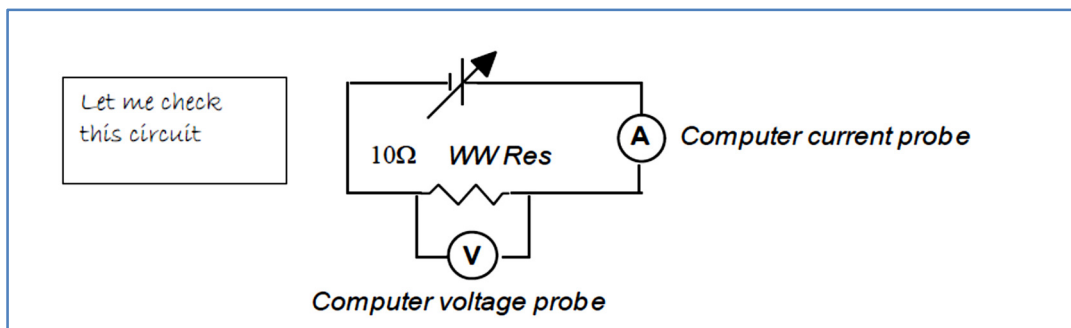 Let me check
this circuit
A Computer current probe
10Ω WW Res
V
Computer voltage probe